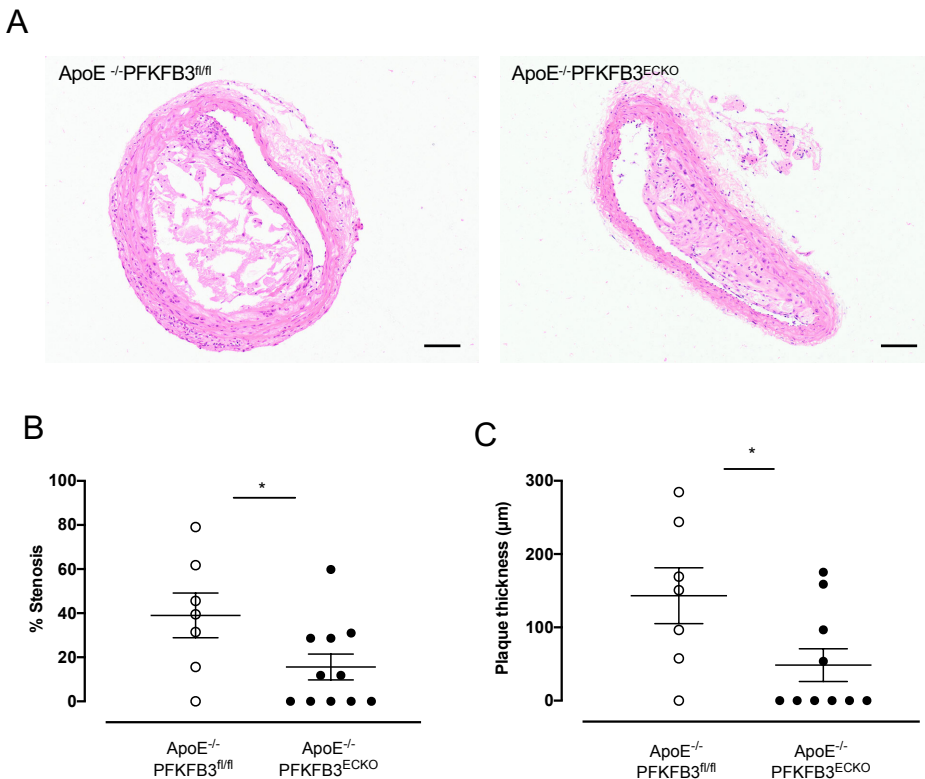 A
ApoE -/-PFKFB3fl/fl
ApoE-/-PFKFB3ECKO
B
C
100
80
60
40
20
0
% Stenosis
*
ApoE-/-
PFKFB3fl/fl
ApoE-/-
PFKFB3ECKO
300
200
100
0
Plaque thickness (µm)
*
ApoE-/-
PFKFB3fl/fl
ApoE-/-
PFKFB3ECKO